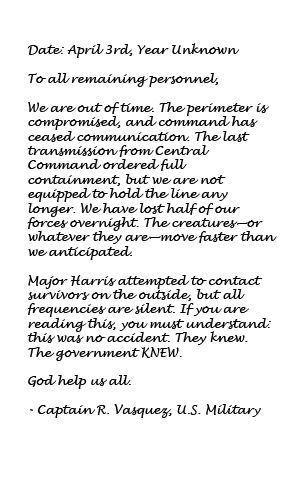 Date: April 3rd, Year Unknown
To all remaining personnel,
We are out of time. The perimeter is
compromised, and command has
ceased communication. The last
transmission from Central
Command ordered full
containment, but we are not
equipped to hold the line any
longer. We have lost half of our
forces overnight. The creatures—or
whatever they are—move faster than
we anticipated.
Major Harris attempted to contact
survivors on the outside, but all
frequencies are silent. If you are
reading this, you must understand:
this was no accident. They knew.
The government KNEW.
God help us all.
- Captain R. Vasquez, U.S. Military